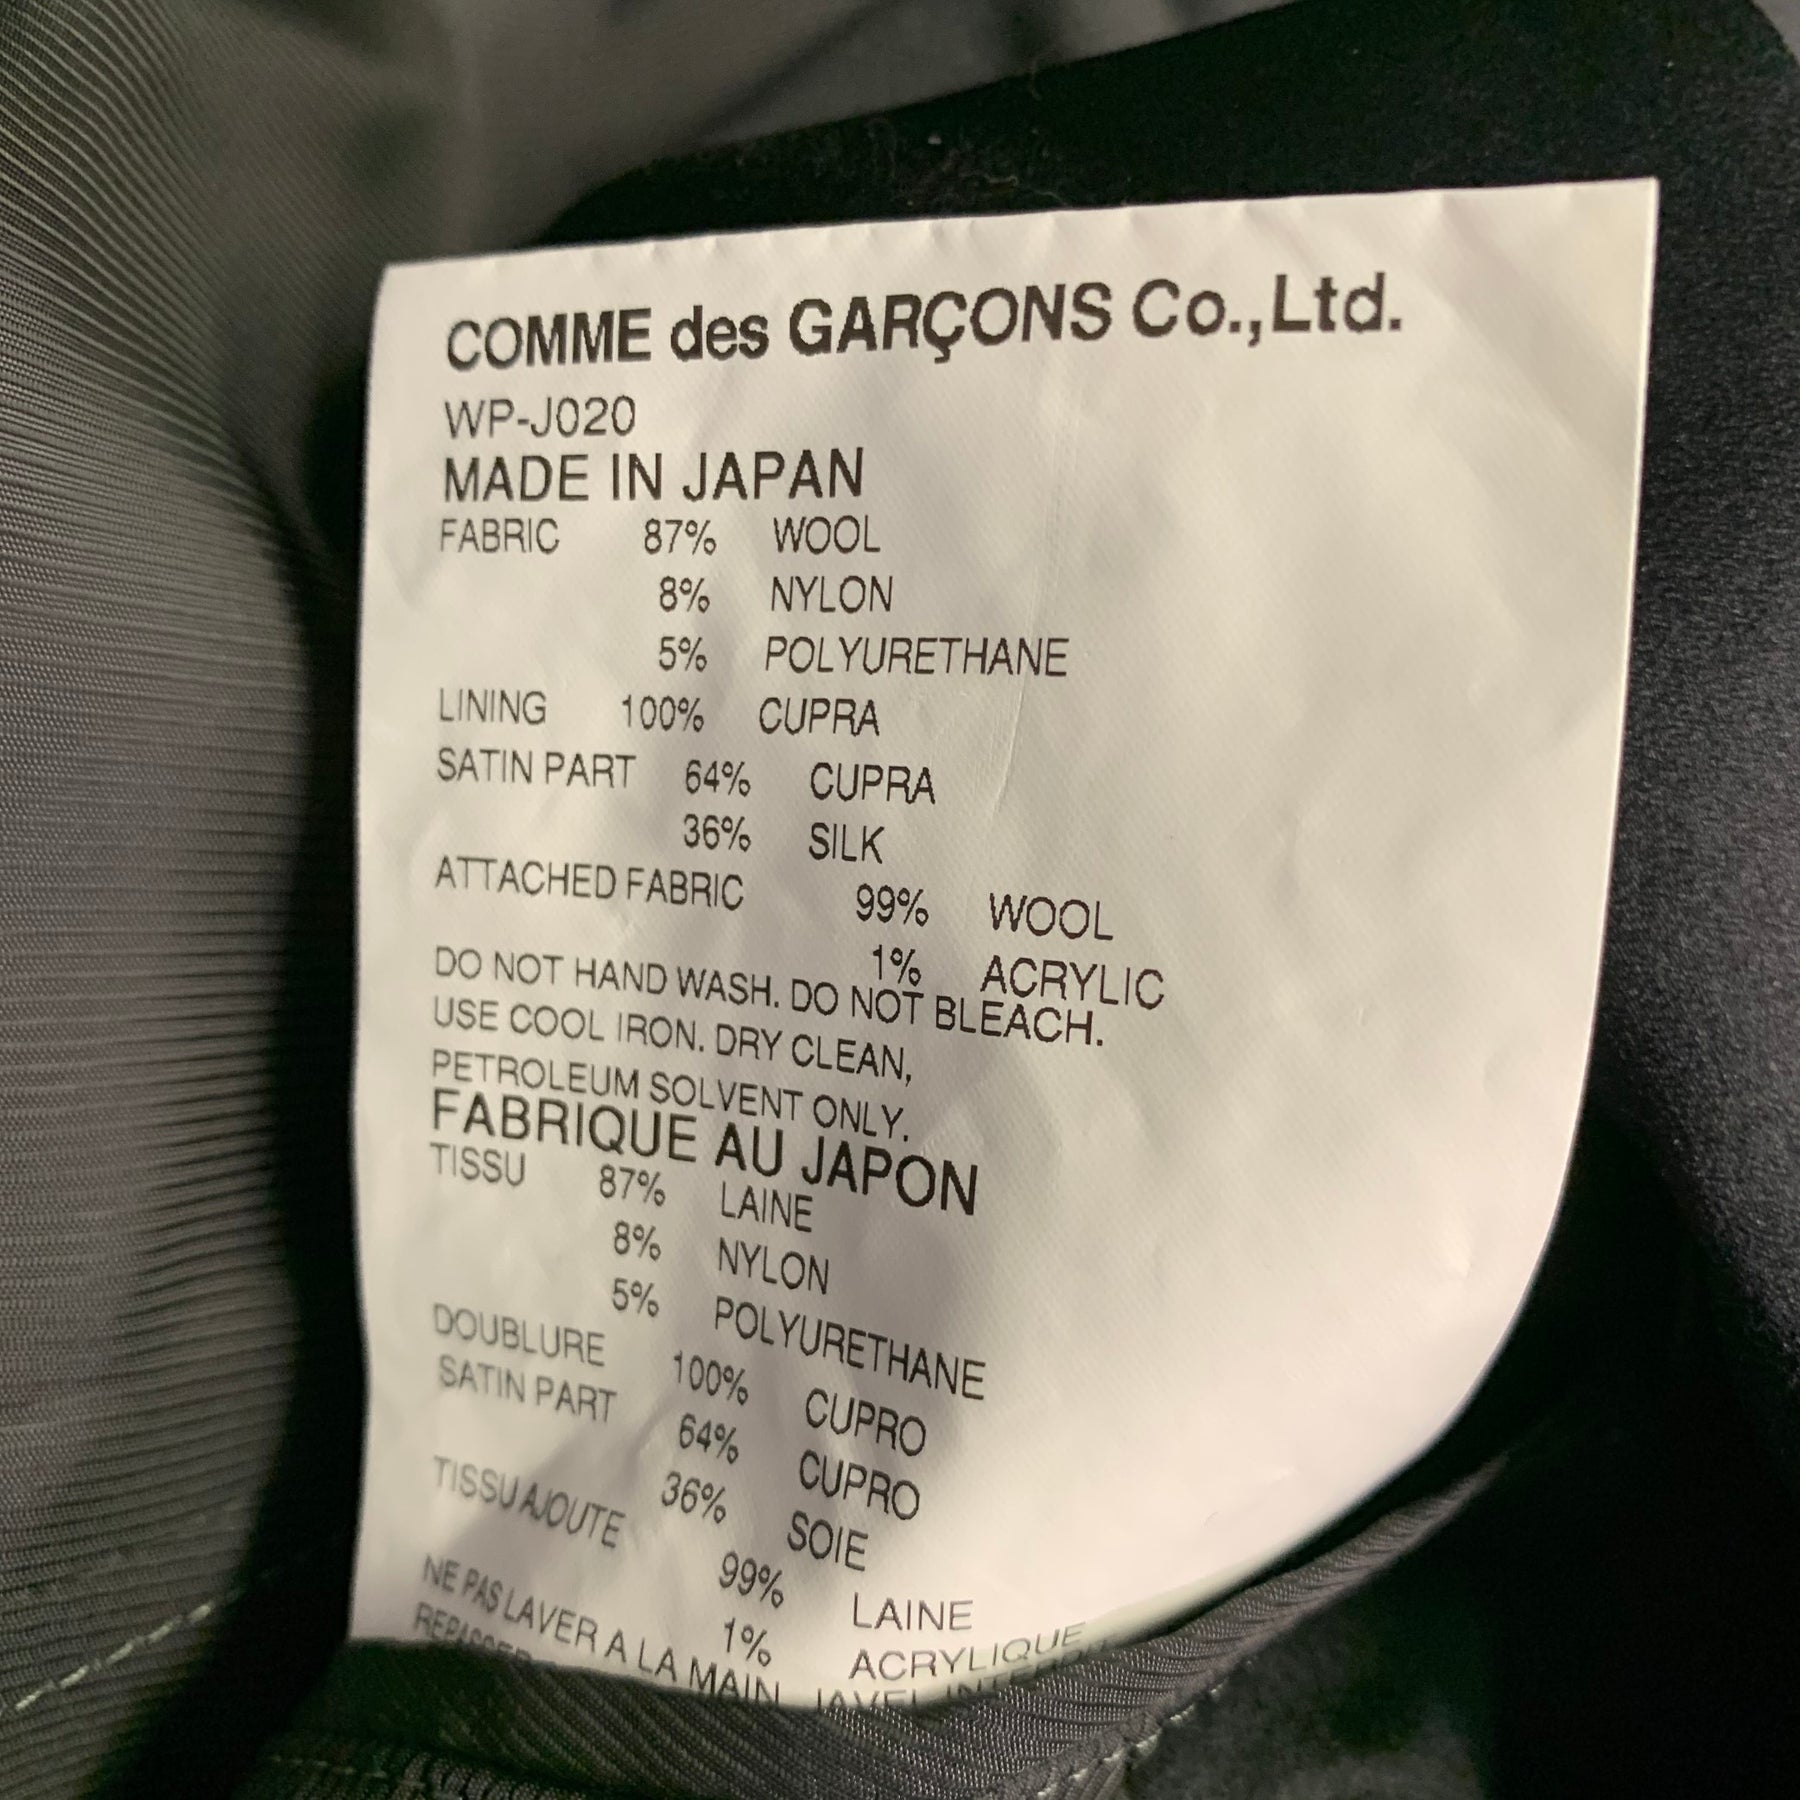 COMME des GARÇONS Co.,Ltd.
WP-J020
MADE IN JAPAN
FABRIC 87% WOOL
8% NYLON
5% POLYURETHANE
LINING 100% CUPRA
SATIN PART 64% CUPRA
36% SILK
ATTACHED FABRIC 99% WOOL
1% ACRYLIC
DO NOT HAND WASH. DO NOT BLEACH.
USE COOL IRON. DRY CLEAN,
PETROLEUM SOLVENT ONLY.
FABRIQUE AU JAPON
TISSU 87% LAINE
8% NYLON
5% POLYURETHANE
DOUBLURE 100% CUPRO
SATIN PART 64% CUPRO
36% SOIE
TISSU AJOUTE 99% LAINE
1% ACRYLIQUE
NE PAS LAVER A LA MAIN JAVEL